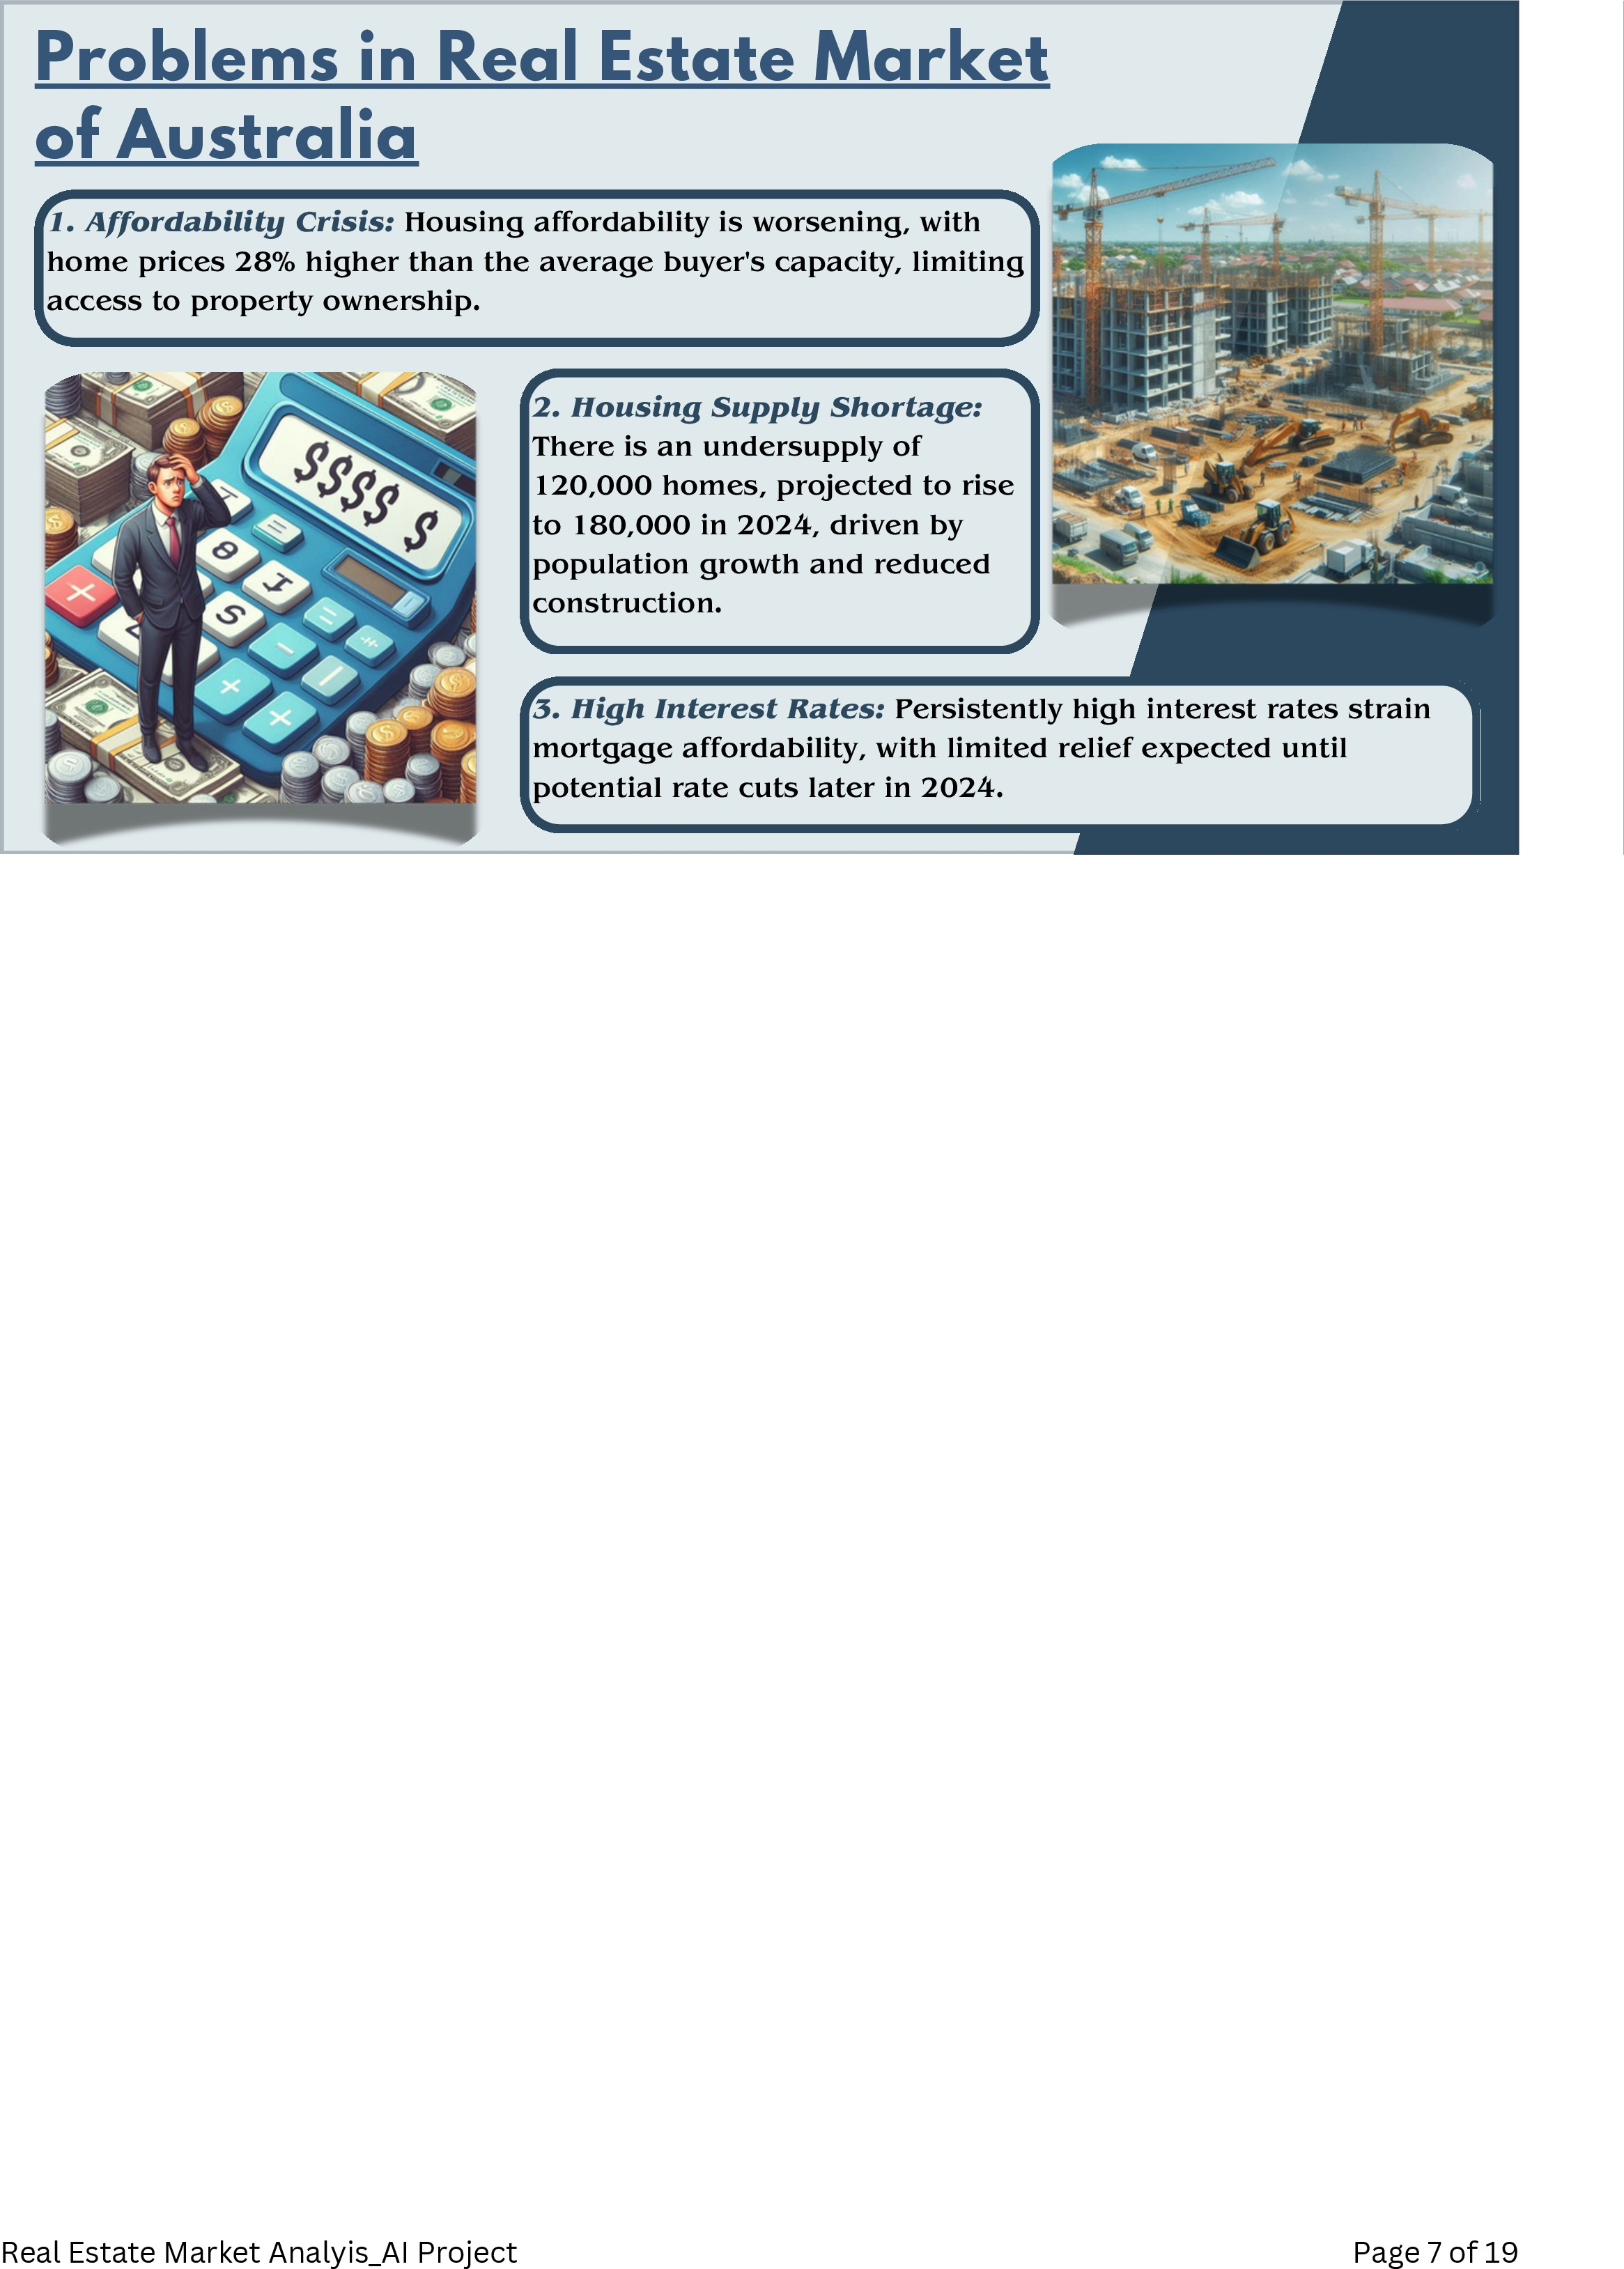 Problems in Real Estate Market
of Australia
1. Affordability Crisis: Housing affordability is worsening, with
home prices 28% higher than the average buyer's capacity, limiting
access to property ownership.
$$$$ $
2. Housing Supply Shortage:
There is an undersupply of
120,000 homes, projected to rise
to 180,000 in 2024, driven by
population growth and reduced
construction.
3. High Interest Rates: Persistently high interest rates strain
mortgage affordability, with limited relief expected until
potential rate cuts later in 2024.
Real Estate Market Analyis_AI Project
Page 7 of 19